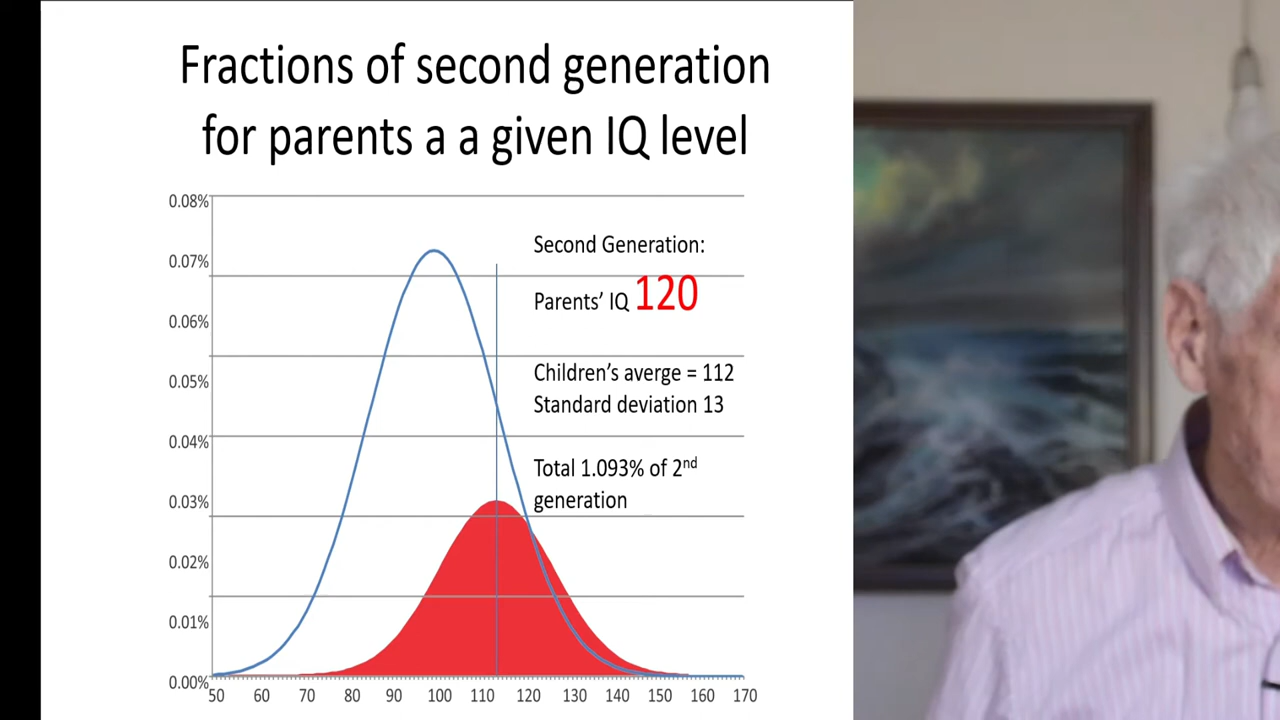 Fractions of second generation
for parents a a given IQ level
0.08%
0.07%
0.06%
0.05%
0.04%
0.03%
0.02%
0.01%
0.00%
Second Generation:
Parents’ IQ 120
Children’s averge = 112
Standard deviation 13
Total 1.093% of 2nd
generation
50 60 70 80 90 100 110 120 130 140 150 160 170